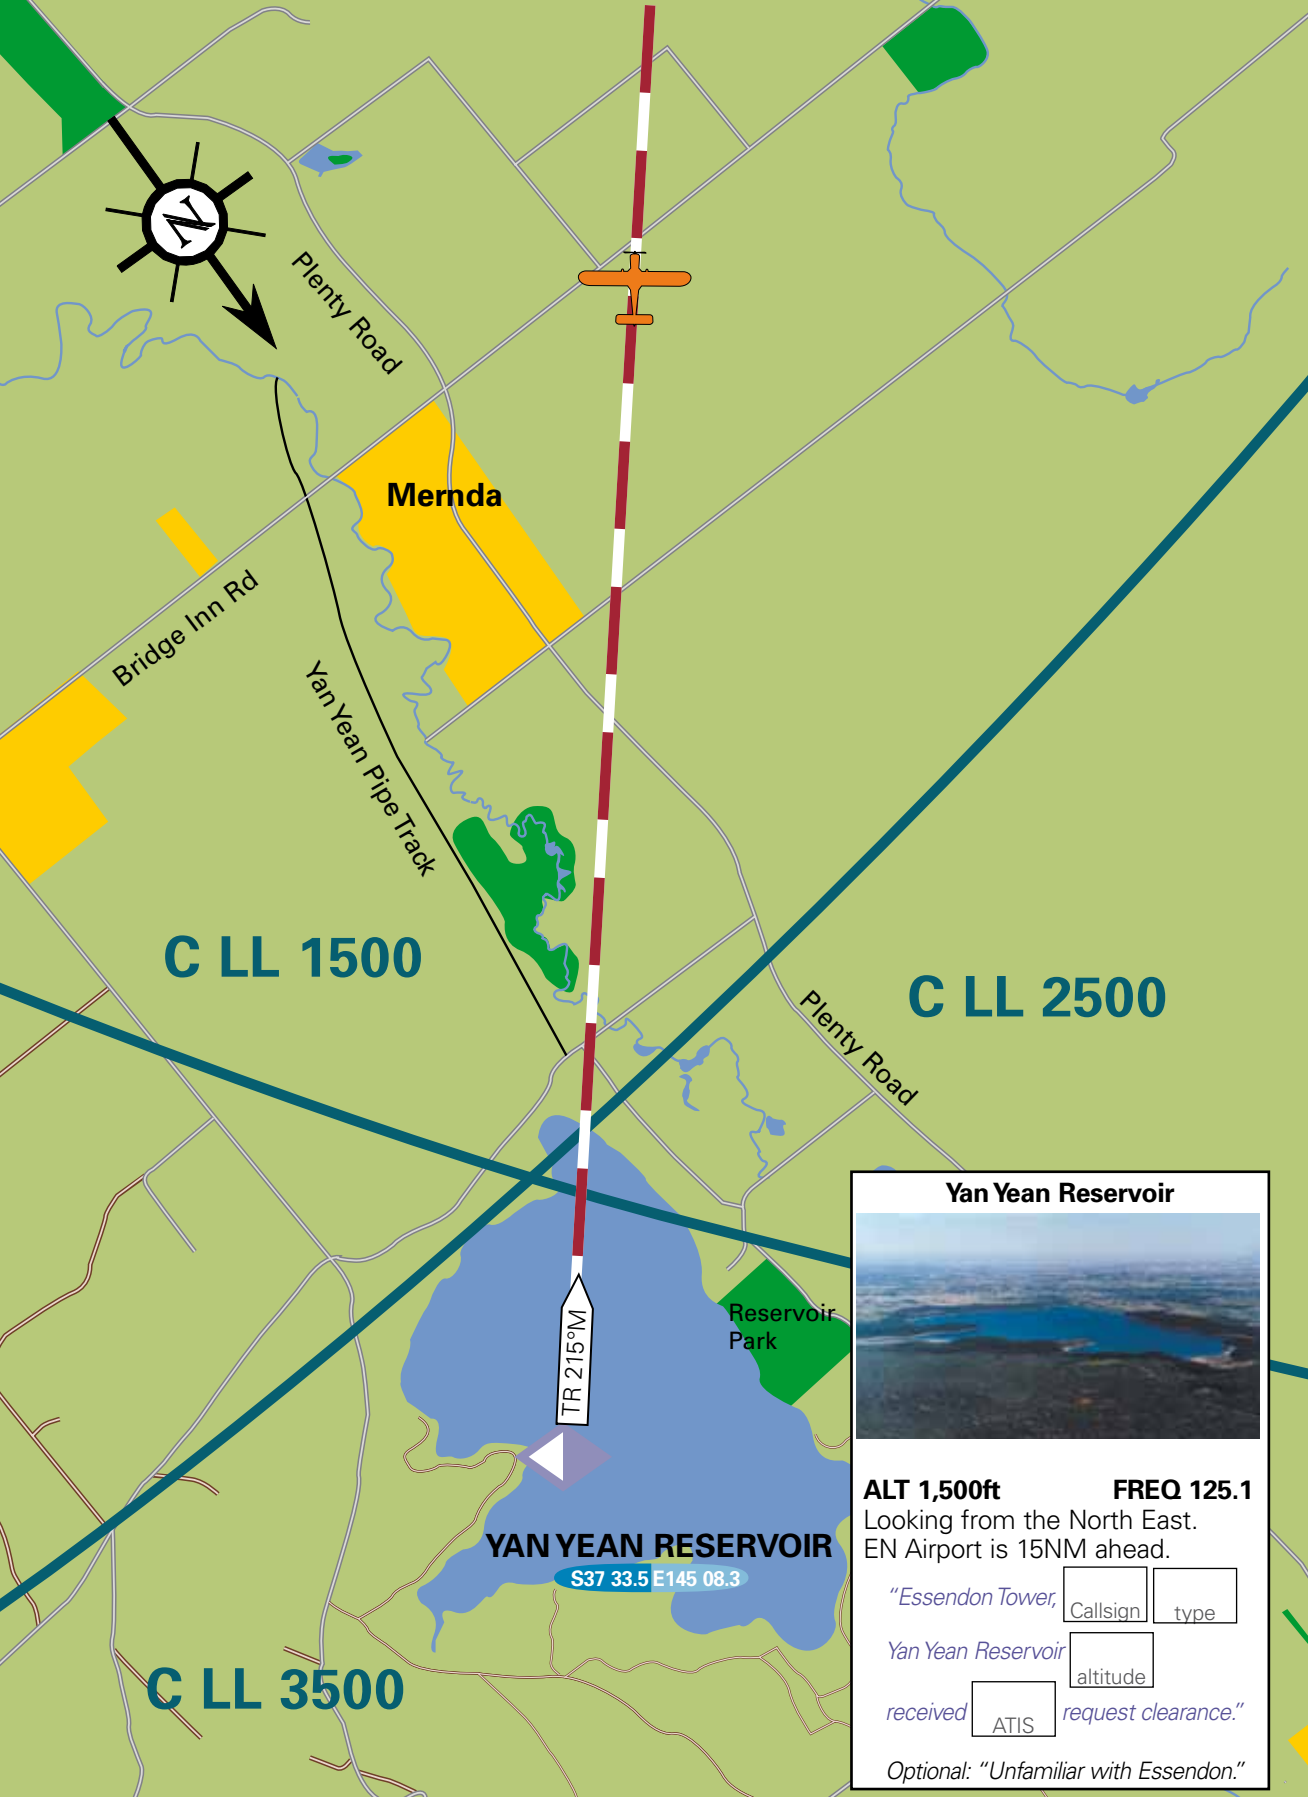 N
Plenty Road
Mernda
Bridge Inn Rd
Yan Yean Pipe Track
C LL 1500
C LL 2500
Plenty Road
Reservoir
Park
TR 215°M
YAN YEAN RESERVOIR
S37 33.5 E145 08.3
C LL 3500
Yan Yean Reservoir
ALT 1,500ft FREQ 125.1
Looking from the North East.
EN Airport is 15NM ahead.
“Essendon Tower, Callsign type
Yan Yean Reservoir altitude
received ATIS request clearance.”
Optional: “Unfamiliar with Essendon.”